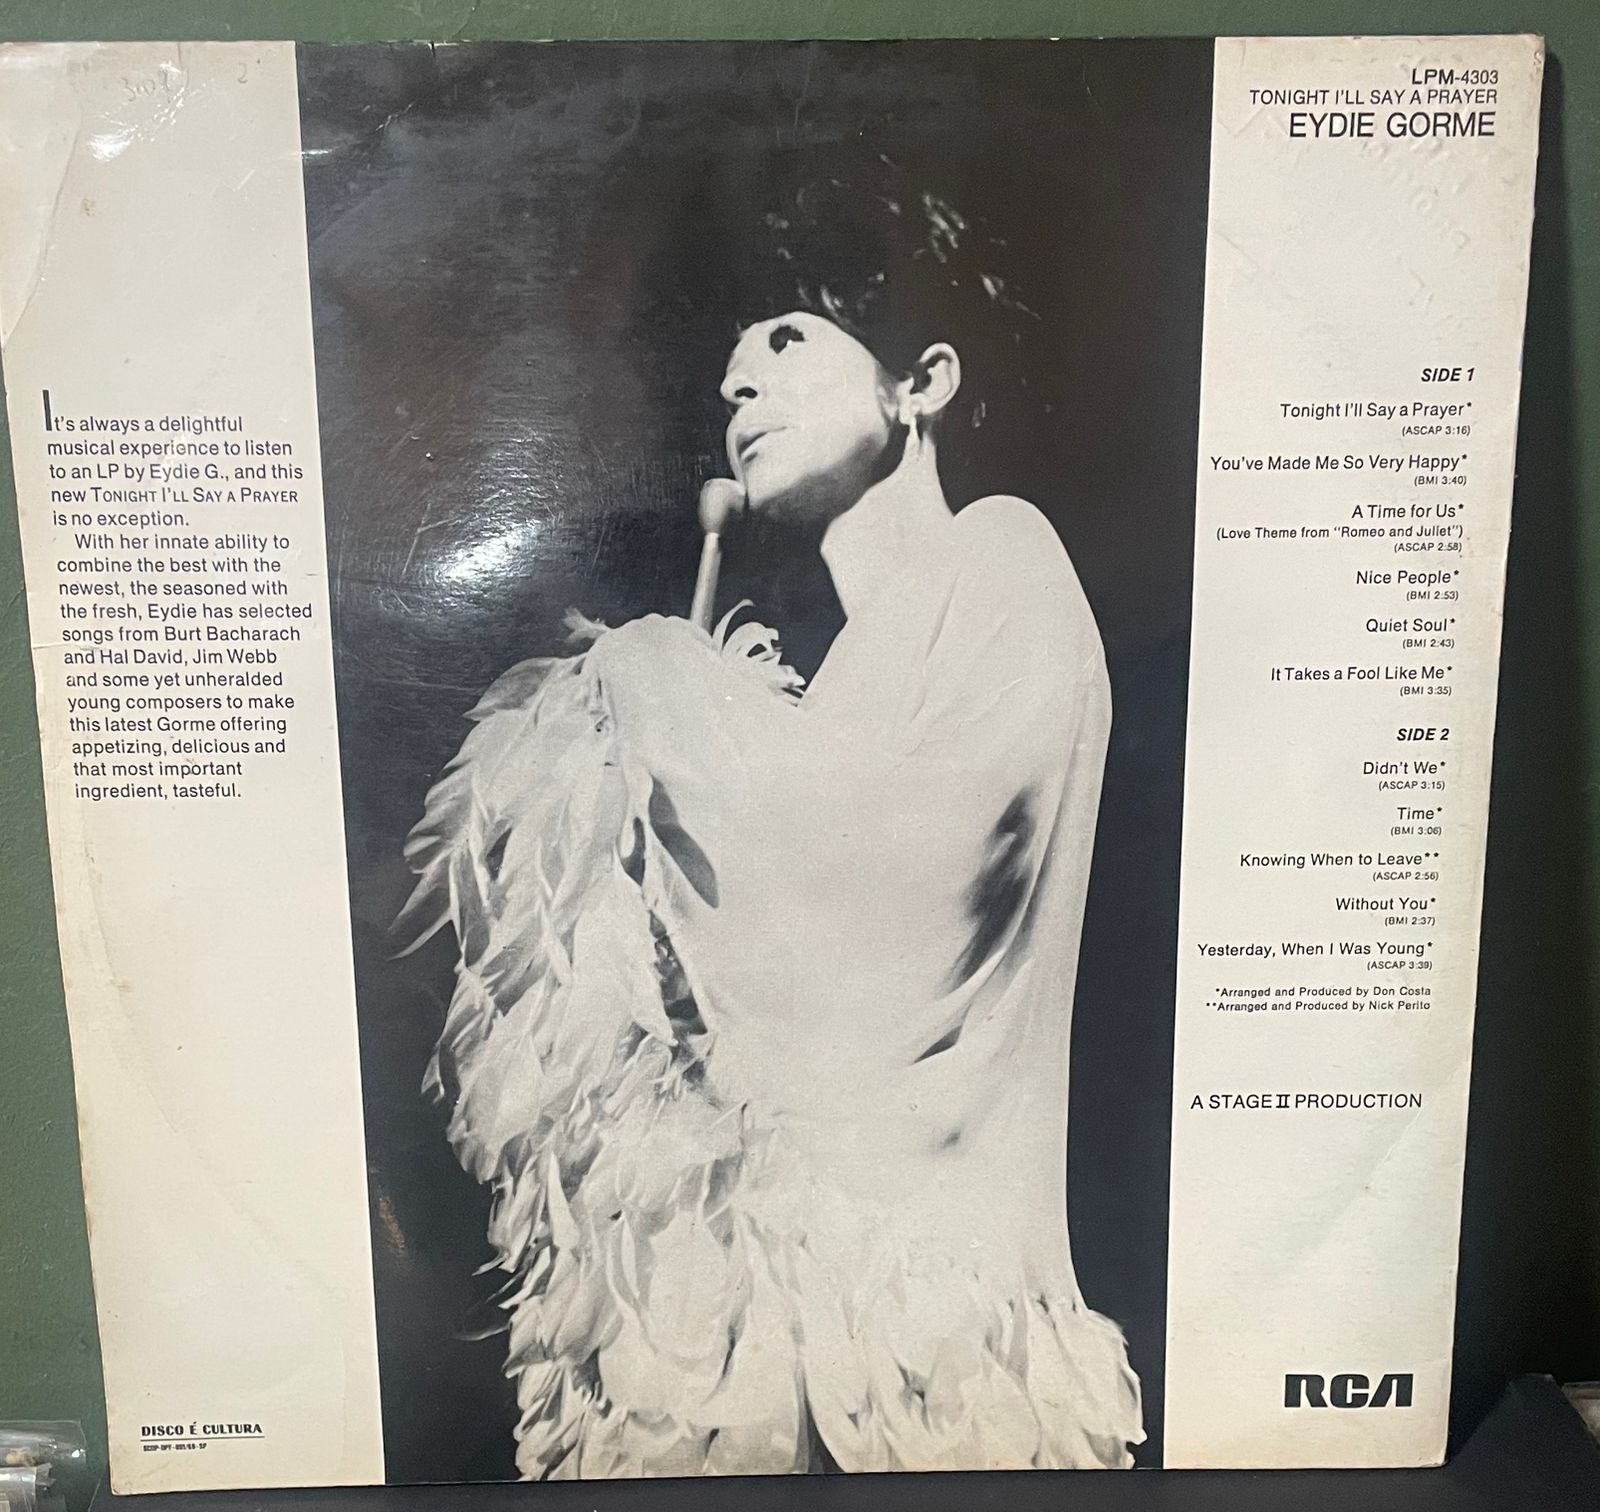 It's always a delightful
musical experience to listen
to an LP by Eydie G., and this
new TONIGHT I'LL SAY A PRAYER
is no exception.
With her innate ability to
combine the best with the
newest, the seasoned with
the fresh, Eydie has selected
songs from Burt Bacharach
and Hal David, Jim Webb
and some yet unheralded
young composers to make
this latest Gorme offering
appetizing, delicious and
that most important
ingredient, tasteful.
DISCO É CULTURA
LPM-4303
TONIGHT I'LL SAY A PRAYER
EYDIE GORME
SIDE 1
Tonight I'll Say a Prayer*
(ASCAP 3:16)
You've Made Me So Very Happy*
(BMI 3:40)
A Time for Us*
(Love Theme from "Romeo and Juliet")
(ASCAP 2:58)
Nice People*
(BMI 2:53)
Quiet Soul*
(BMI 2:43)
It Takes a Fool Like Me*
(BMI 3:35)
SIDE 2
Didn't We*
(ASCAP 3:15)
Time*
(BMI 3:06)
Knowing When to Leave**
(ASCAP 2:56)
Without You*
(BMI 2:37)
Yesterday, When I Was Young*
(ASCAP 3:39)
*Arranged and Produced by Don Costa
**Arranged and Produced by Nick Perito
A STAGE II PRODUCTION
RCA